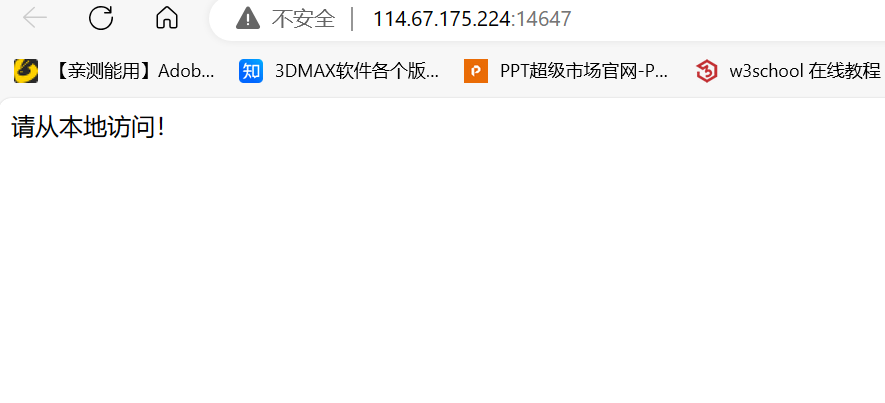 不安全 | 114.67.175.224:14647
【亲测能用】Adob... 知 3DMAX软件各个版... P PPT超级市场官网-P... 3 w3school 在线教程
请从本地访问！